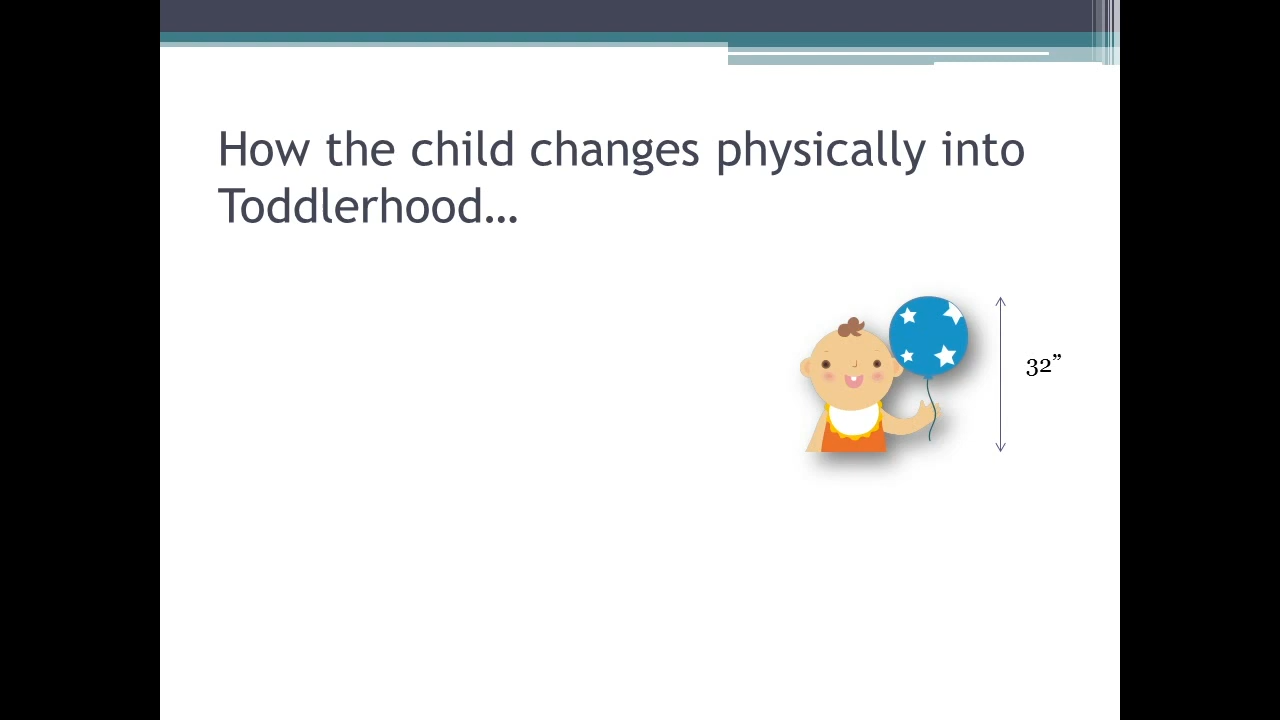 How the child changes physically into
Toddlerhood…
32”